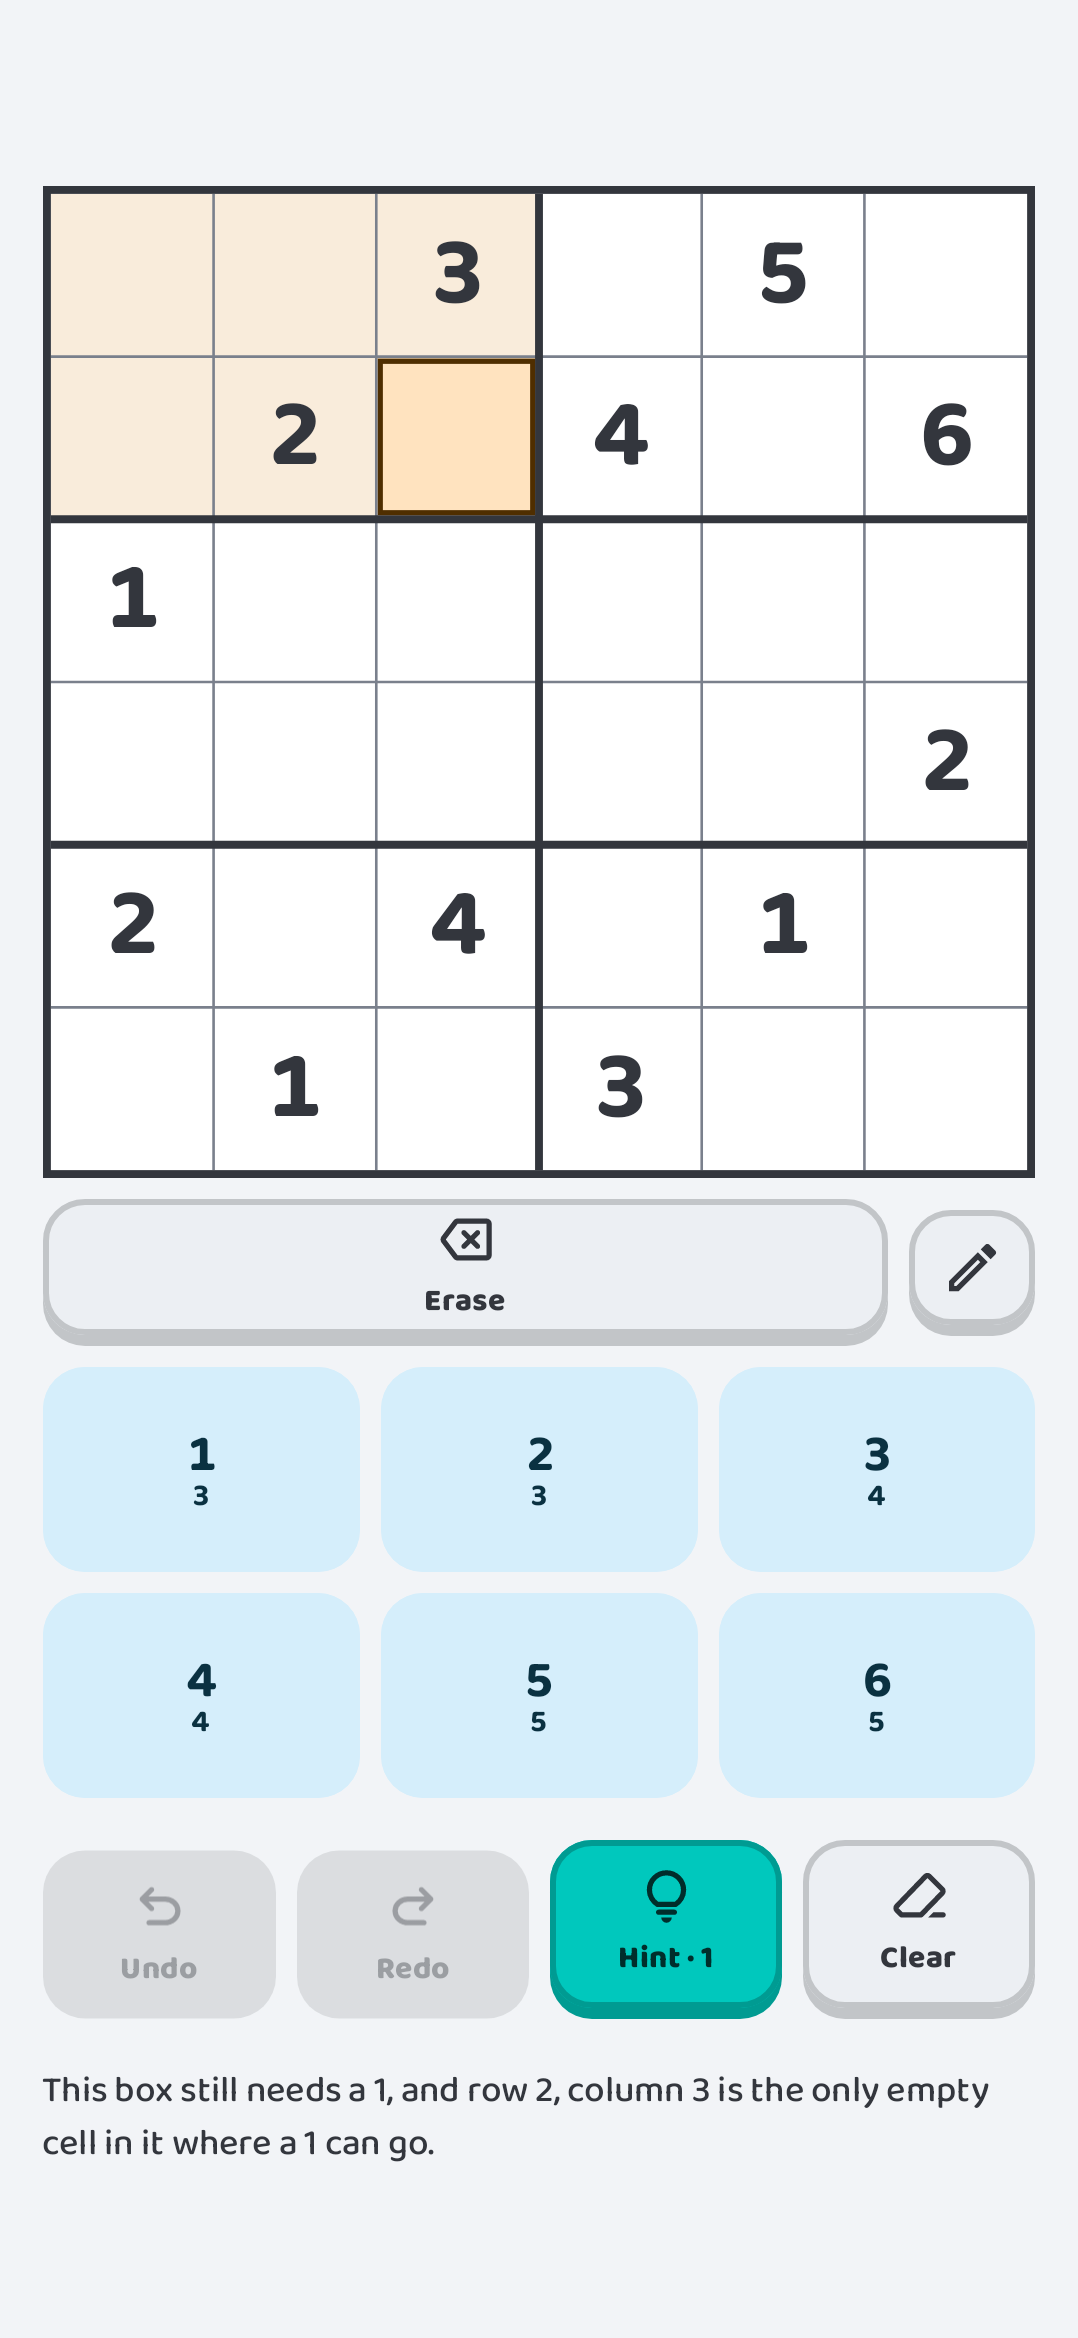 3 5
2 4 6
1
2
2 4 1
1 3
Erase
1 2 3
3 3 4
4 5 6
4 5 5
Undo Redo Hint · 1 Clear
This box still needs a 1, and row 2, column 3 is the only empty
cell in it where a 1 can go.